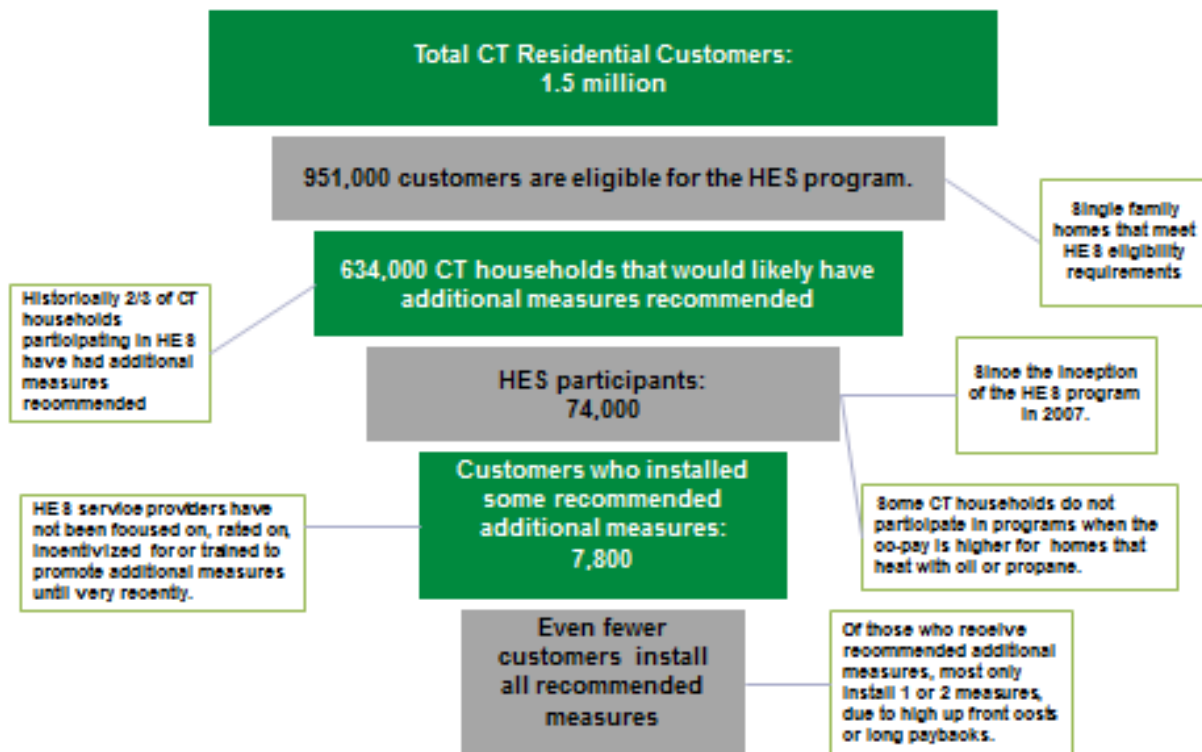 Total CT Residential Customers:
1.5 million
951,000 customers are eligible for the HES program.
Single family
homes that meet
HES eligibility
requirements
634,000 CT households that would likely have
additional measures recommended
Historically 2/3 of CT
households
participating in HES
have had additional
measures
recommended
HES participants:
74,000
Since the inception
of the HES program
in 2007.
Customers who installed
some recommended
additional measures:
7,800
HES service providers have
not been focused on, rated on,
incentivized for or trained to
promote additional measures
until very recently.
Some CT households do not
participate in programs when the
co-pay is higher for homes that
heat with oil or propane.
Even fewer
customers install
all recommended
measures
Of those who receive
recommended additional
measures, most only
install 1 or 2 measures,
due to high up front costs
or long paybacks.